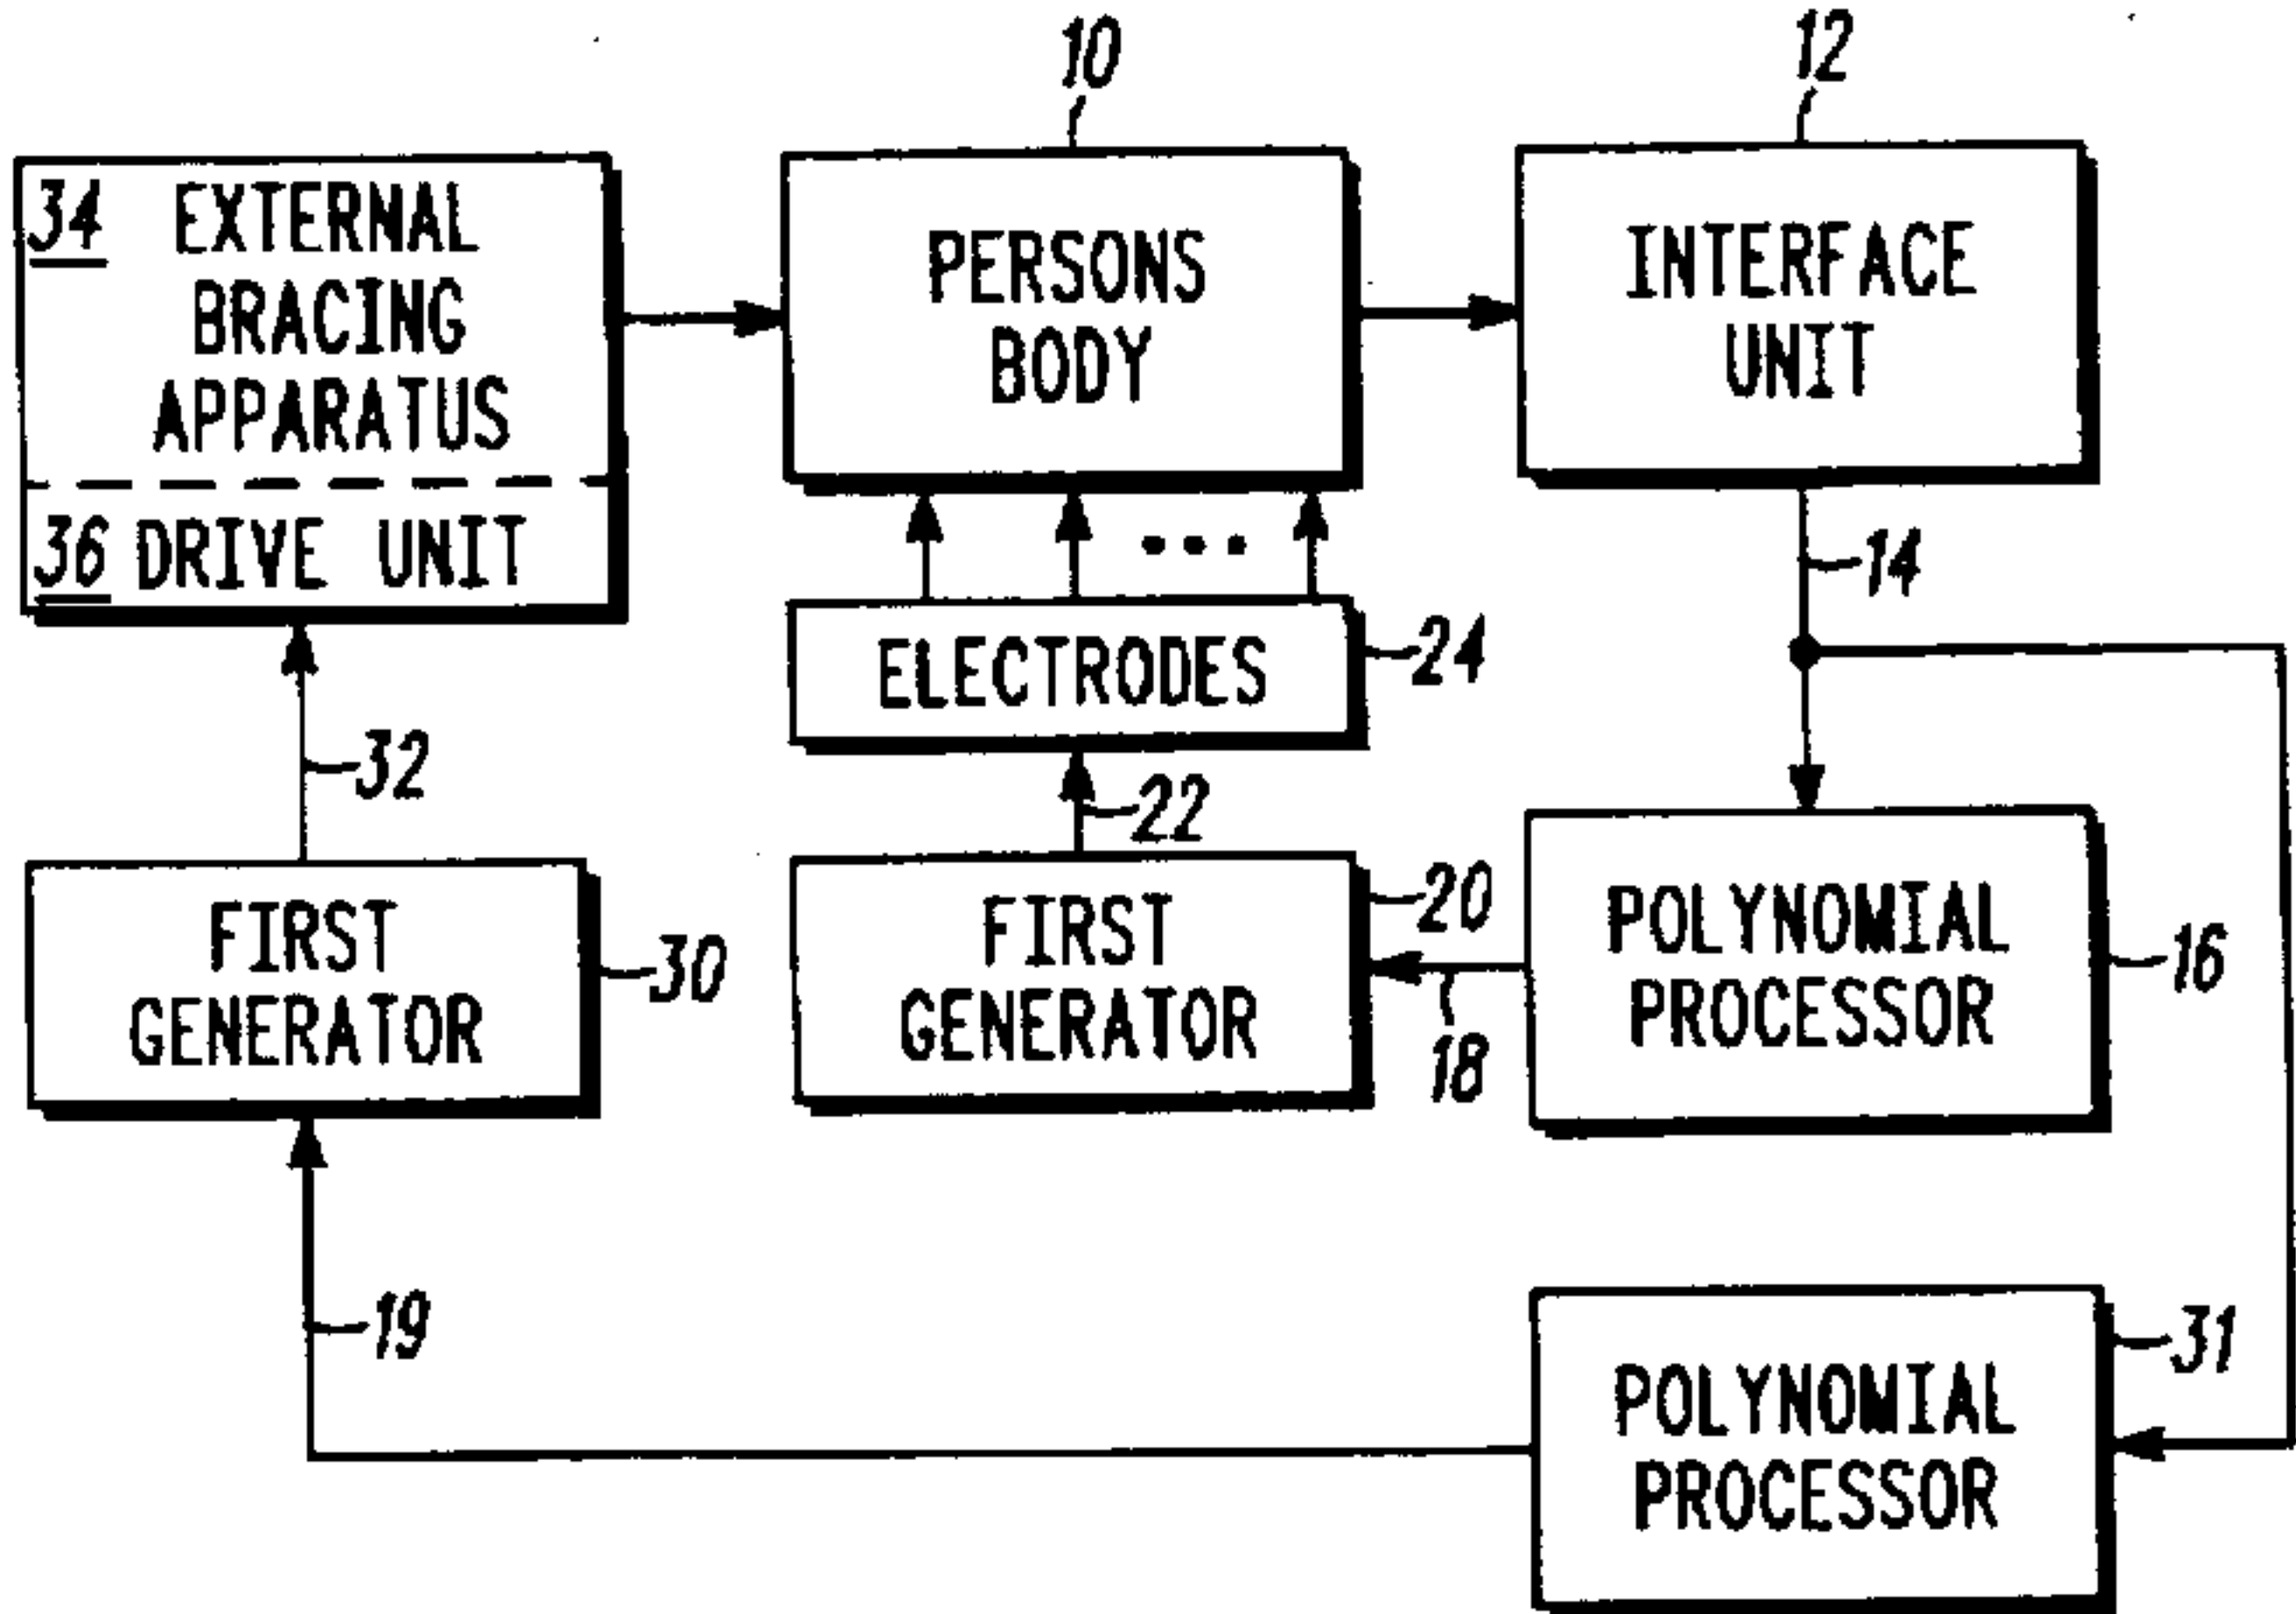 10
12
34 EXTERNAL
BRACING
APPARATUS
36 DRIVE UNIT
PERSONS
BODY
INTERFACE
UNIT
14
ELECTRODES
24
32
22
FIRST
GENERATOR
30
FIRST
GENERATOR
20
18
POLYNOMIAL
PROCESSOR
16
19
POLYNOMIAL
PROCESSOR
31